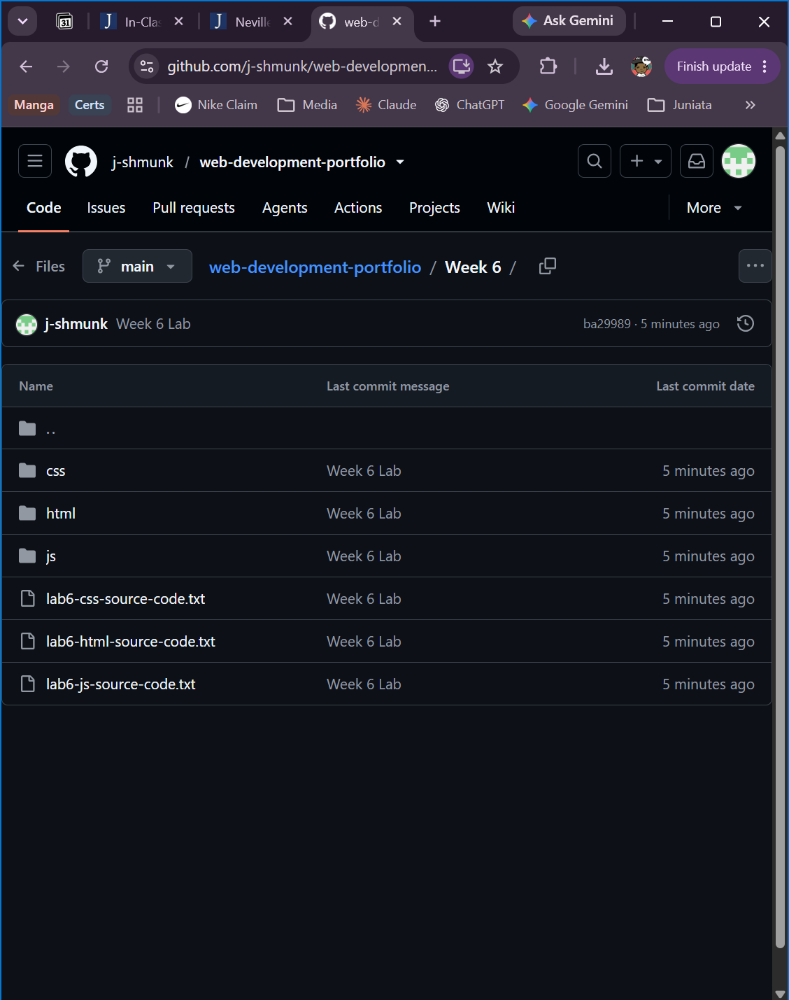 31 In-Clas Neville web-d Ask Gemini
github.com/j-shmunk/web-developmen... Finish update
Manga Certs Nike Claim Media Claude ChatGPT Google Gemini Juniata »
j-shmunk / web-development-portfolio
Code Issues Pull requests Agents Actions Projects Wiki More
Files main web-development-portfolio / Week 6 /
j-shmunk Week 6 Lab ba29989 · 5 minutes ago
Name Last commit message Last commit date
..
css Week 6 Lab 5 minutes ago
html Week 6 Lab 5 minutes ago
js Week 6 Lab 5 minutes ago
lab6-css-source-code.txt Week 6 Lab 5 minutes ago
lab6-html-source-code.txt Week 6 Lab 5 minutes ago
lab6-js-source-code.txt Week 6 Lab 5 minutes ago